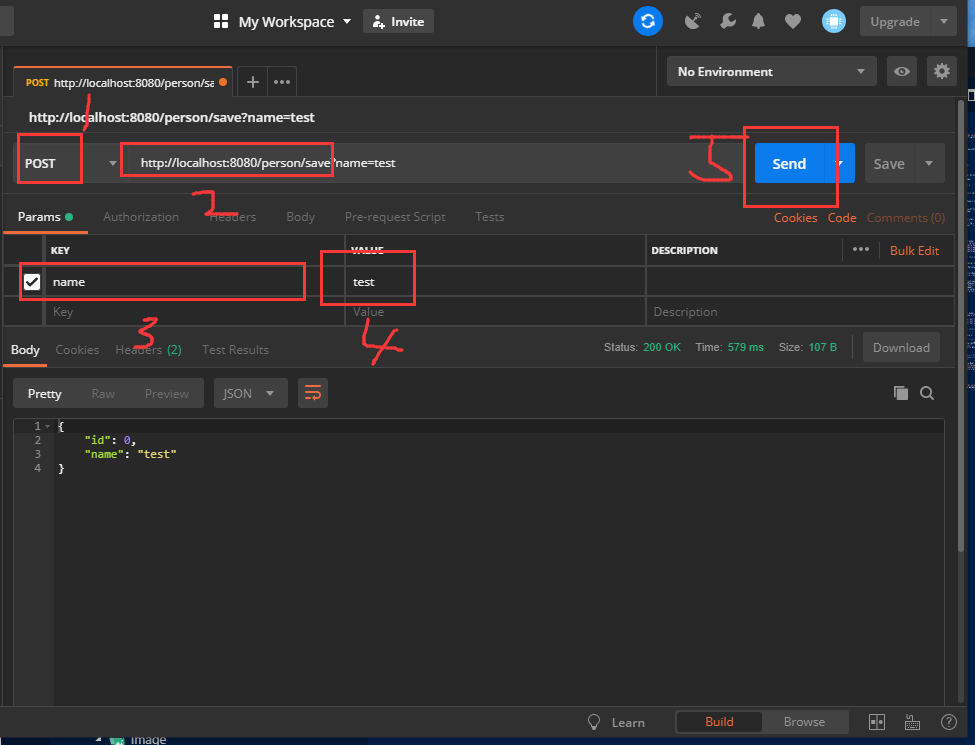 My Workspace Invite Upgrade
POST http://localhost:8080/person/sa
No Environment
http://localhost:8080/person/save?name=test
1
POST http://localhost:8080/person/save?name=test Send Save
5
2
Params Authorization Headers Body Pre-request Script Tests Cookies Code Comments (0)
KEY VALUE DESCRIPTION Bulk Edit
name test
Key Value Description
3
4
Body Cookies Headers (2) Test Results Status: 200 OK Time: 579 ms Size: 107 B Download
Pretty Raw Preview JSON
1 {
2 "id": 0,
3 "name": "test"
4 }
Learn Build Browse
image